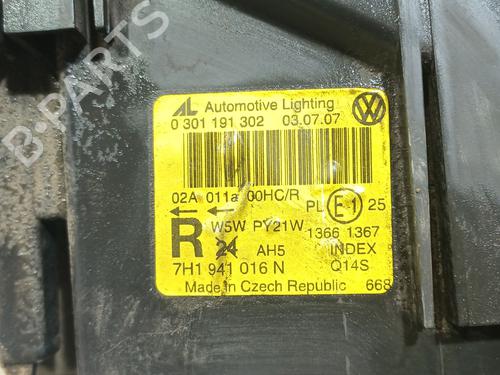 B-PARTS
AL Automotive Lighting
0 301 191 302 03.07.07
02A 011a 00HC/R PL E1 25
W5W PY21W 1366 1367
R 24 AH5 INDEX
7H1 941 016 N Q14S
Made in Czech Republic 668